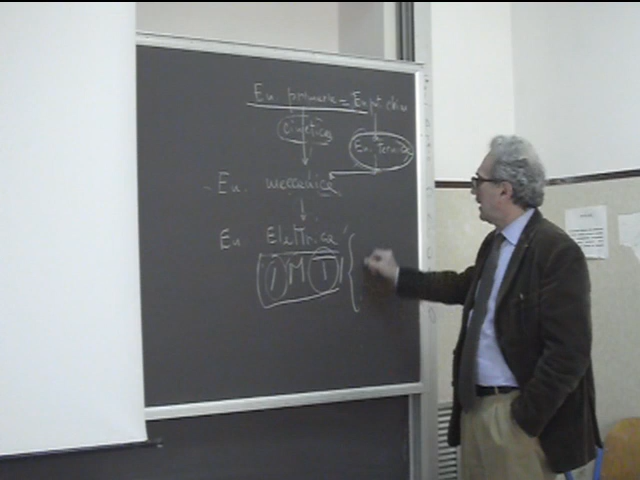 En primaria = En pot. chim
cinetica
En. Termica
En. meccanica
En Elettrica